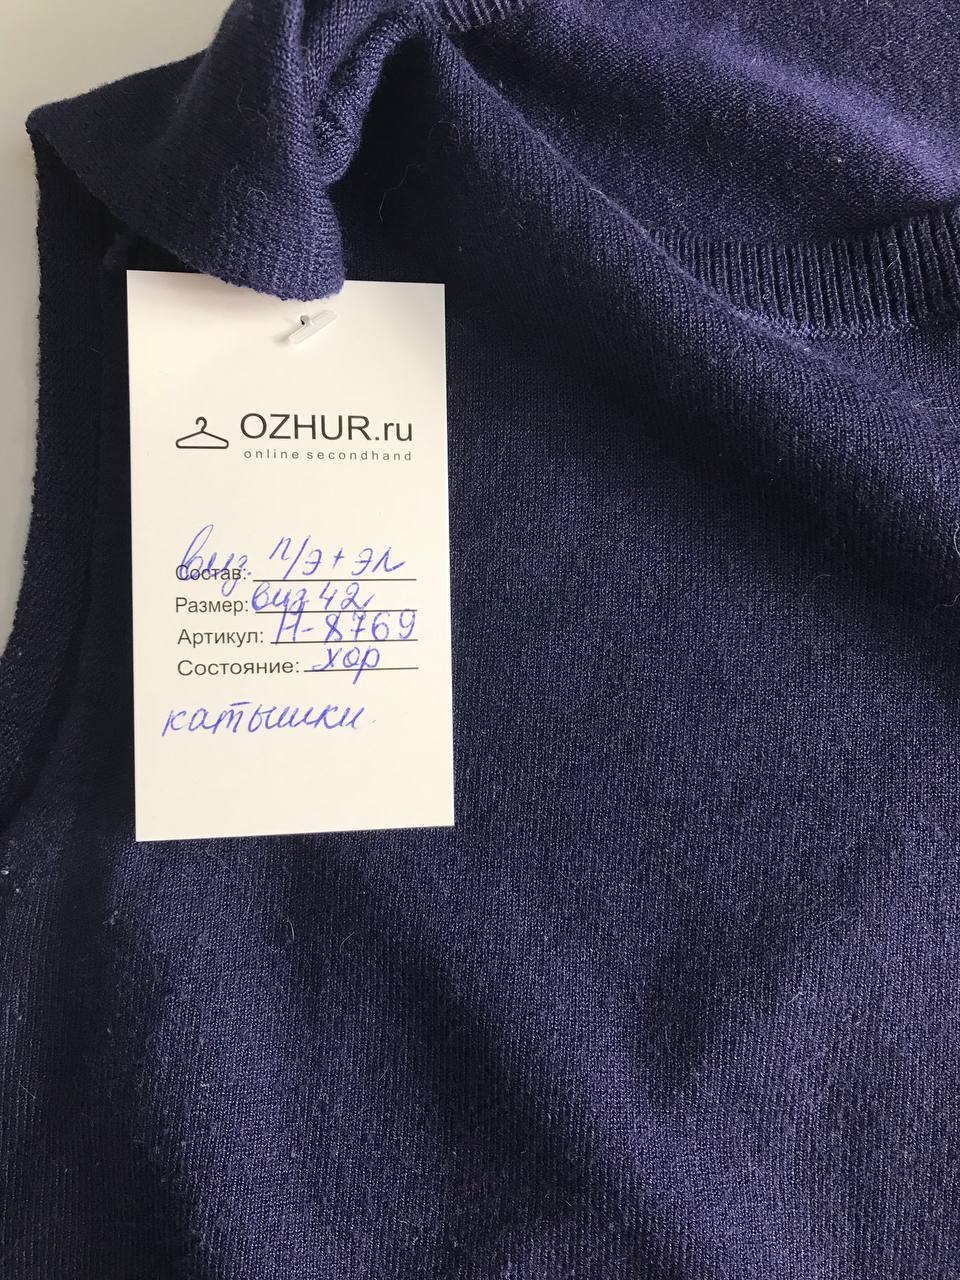 OZHUR.ru
online secondhand
Состав: виз. п/э + эл
Размер: виз 42
Артикул: Н-8769
Состояние: хор
катышки